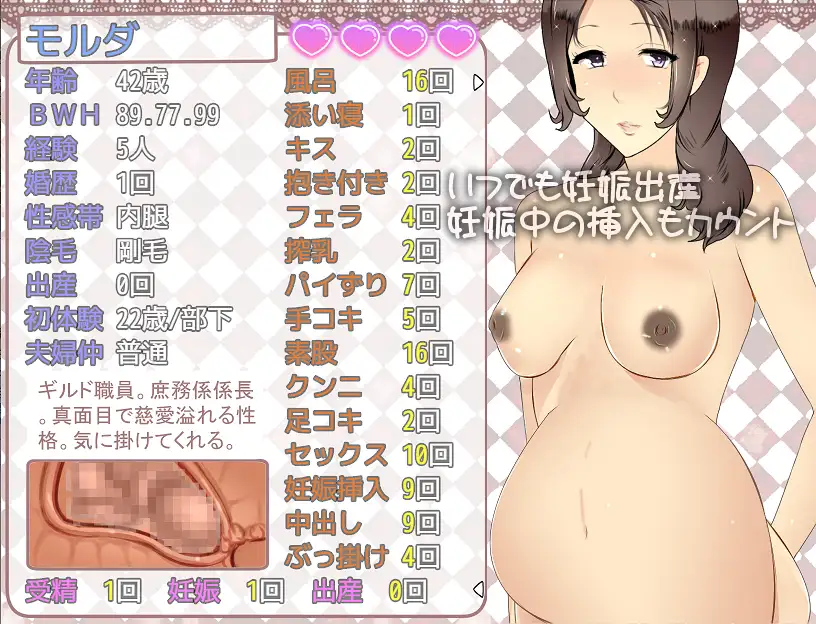 モルダ
年齢 42歳
ＢＷＨ 89.77.99
経験 5人
婚歴 1回
性感帯 内腿
陰毛 剛毛
出産 0回
初体験 22歳/部下
夫婦仲 普通
ギルド職員。庶務係係長
。真面目で慈愛溢れる性
格。気に掛けてくれる。
風呂 16回
添い寝 1回
キス 2回
抱き付き 2回
フェラ 4回
搾乳 2回
パイずり 7回
手コキ 5回
素股 16回
クンニ 4回
足コキ 2回
セックス 10回
妊娠挿入 9回
中出し 9回
ぶっ掛け 4回
受精 1回 妊娠 1回 出産 0回
いつでも妊娠出産
妊娠中の挿入もカウント